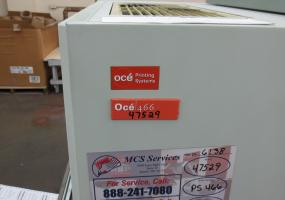 océ Printing
Systems
Océ 466
47529
MCS Services
For Service, Call:
888-241-7080
6138
47529
PS 466